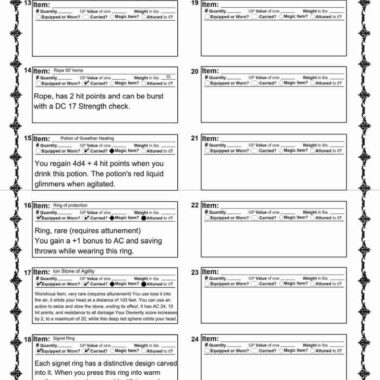 13 Item:
# Quantity GP Value of one Weight in lbs
Equipped or Worn? Carried? Magic Item? Attuned to it?
14 Item: Rope 50' hemp
# Quantity GP Value of one Weight in lbs 10
Equipped or Worn? Carried? Magic Item? Attuned to it?
Rope, has 2 hit points and can be burst
with a DC 17 Strength check.
15 Item: Potion of Greather Healing
# Quantity GP Value of one Weight in lbs
Equipped or Worn? Carried? Magic Item? Attuned to it?
You regain 4d4 + 4 hit points when you
drink this potion. The potion's red liquid
glimmers when agitated.
16 Item: Ring of protection
# Quantity GP Value of one Weight in lbs
Equipped or Worn? Carried? Magic Item? Attuned to it?
Ring, rare (requires attunement)
You gain a +1 bonus to AC and saving
throws while wearing this ring.
17 Item: Ion Stone of Agility
# Quantity GP Value of one Weight in lbs
Equipped or Worn? Carried? Magic Item? Attuned to it?
Wondrous item, very rare (requires attunement) You use toss it into
the air, it orbits your head at a distance of 1d3 feet. You can use an
action to seize and stow the stone, ending its effect. It has AC 24, 10
hit points, and resistance to all damage Your Dexterity score increases
by 2, to a maximum of 20, while this deep red sphere orbits your head.
18 Item: Signet Ring
# Quantity GP Value of one Weight in lbs
Equipped or Worn? Carried? Magic Item? Attuned to it?
Each signet ring has a distinctive design carved
into it. When you press this ring into warm
19 Item:
# Quantity GP Value of one Weight in lbs
Equipped or Worn? Carried? Magic Item? Attuned to it?
20 Item:
# Quantity GP Value of one Weight in lbs
Equipped or Worn? Carried? Magic Item? Attuned to it?
21 Item:
# Quantity GP Value of one Weight in lbs
Equipped or Worn? Carried? Magic Item? Attuned to it?
22 Item:
# Quantity GP Value of one Weight in lbs
Equipped or Worn? Carried? Magic Item? Attuned to it?
23 Item:
# Quantity GP Value of one Weight in lbs
Equipped or Worn? Carried? Magic Item? Attuned to it?
24 Item:
# Quantity GP Value of one Weight in lbs
Equipped or Worn? Carried? Magic Item? Attuned to it?